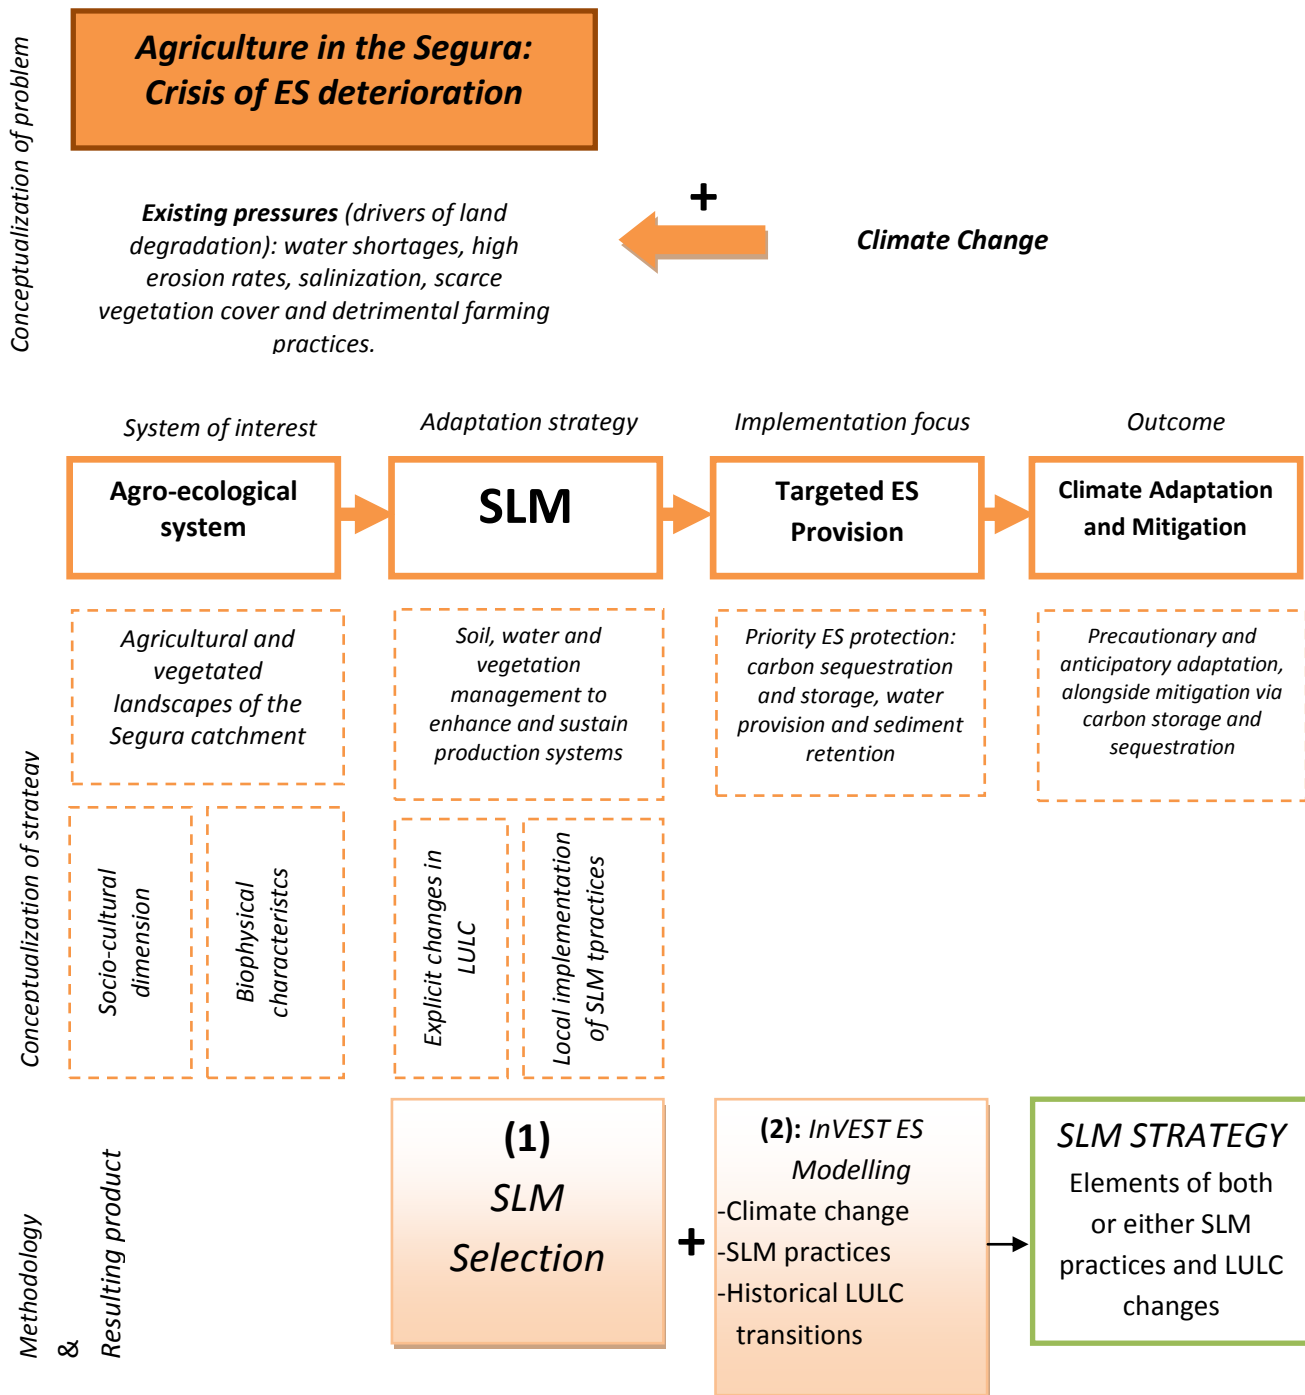 Conceptualization of problem
Agriculture in the Segura:
Crisis of ES deterioration
Existing pressures (drivers of land
degradation): water shortages, high
erosion rates, salinization, scarce
vegetation cover and detrimental farming
practices.
+
Climate Change
Conceptualization of strategy
System of interest
Adaptation strategy
Implementation focus
Outcome
Agro-ecological
system
SLM
Targeted ES
Provision
Climate Adaptation
and Mitigation
Agricultural and
vegetated
landscapes of the
Segura catchment
Soil, water and
vegetation
management to
enhance and sustain
production systems
Priority ES protection:
carbon sequestration
and storage, water
provision and sediment
retention
Precautionary and
anticipatory adaptation,
alongside mitigation via
carbon storage and
sequestration
Socio-cultural
dimension
Biophysical
characteristcs
Explicit changes in
LULC
Local implementation
of SLM tpractices
Methodology
&
Resulting product
(1)
SLM
Selection
+
(2): InVEST ES
Modelling
-Climate change
-SLM practices
-Historical LULC
transitions
SLM STRATEGY
Elements of both
or either SLM
practices and LULC
changes